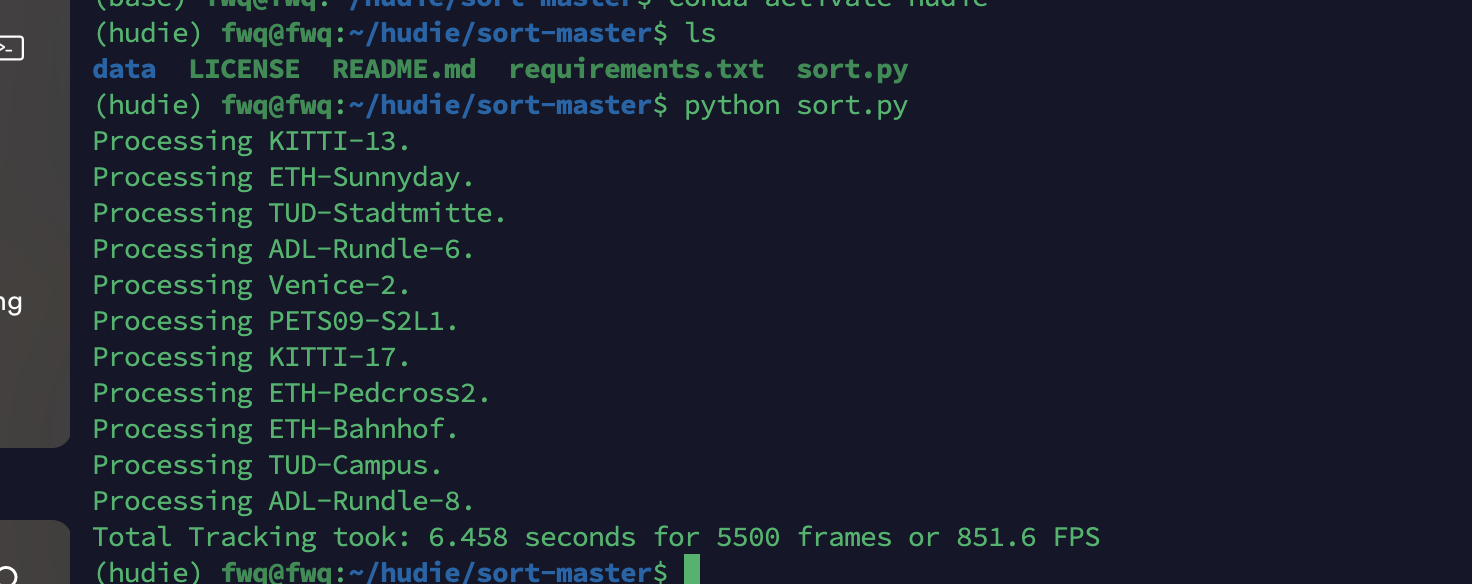 (base) fwq@fwq:~/hudie/sort-master$ conda activate hudie
(hudie) fwq@fwq:~/hudie/sort-master$ ls
data  LICENSE  README.md  requirements.txt  sort.py
(hudie) fwq@fwq:~/hudie/sort-master$ python sort.py
Processing KITTI-13.
Processing ETH-Sunnyday.
Processing TUD-Stadtmitte.
Processing ADL-Rundle-6.
Processing Venice-2.
ng
Processing PETS09-S2L1.
Processing KITTI-17.
Processing ETH-Pedcross2.
Processing ETH-Bahnhof.
Processing TUD-Campus.
Processing ADL-Rundle-8.
Total Tracking took: 6.458 seconds for 5500 frames or 851.6 FPS
(hudie) fwq@fwq:~/hudie/sort-master$